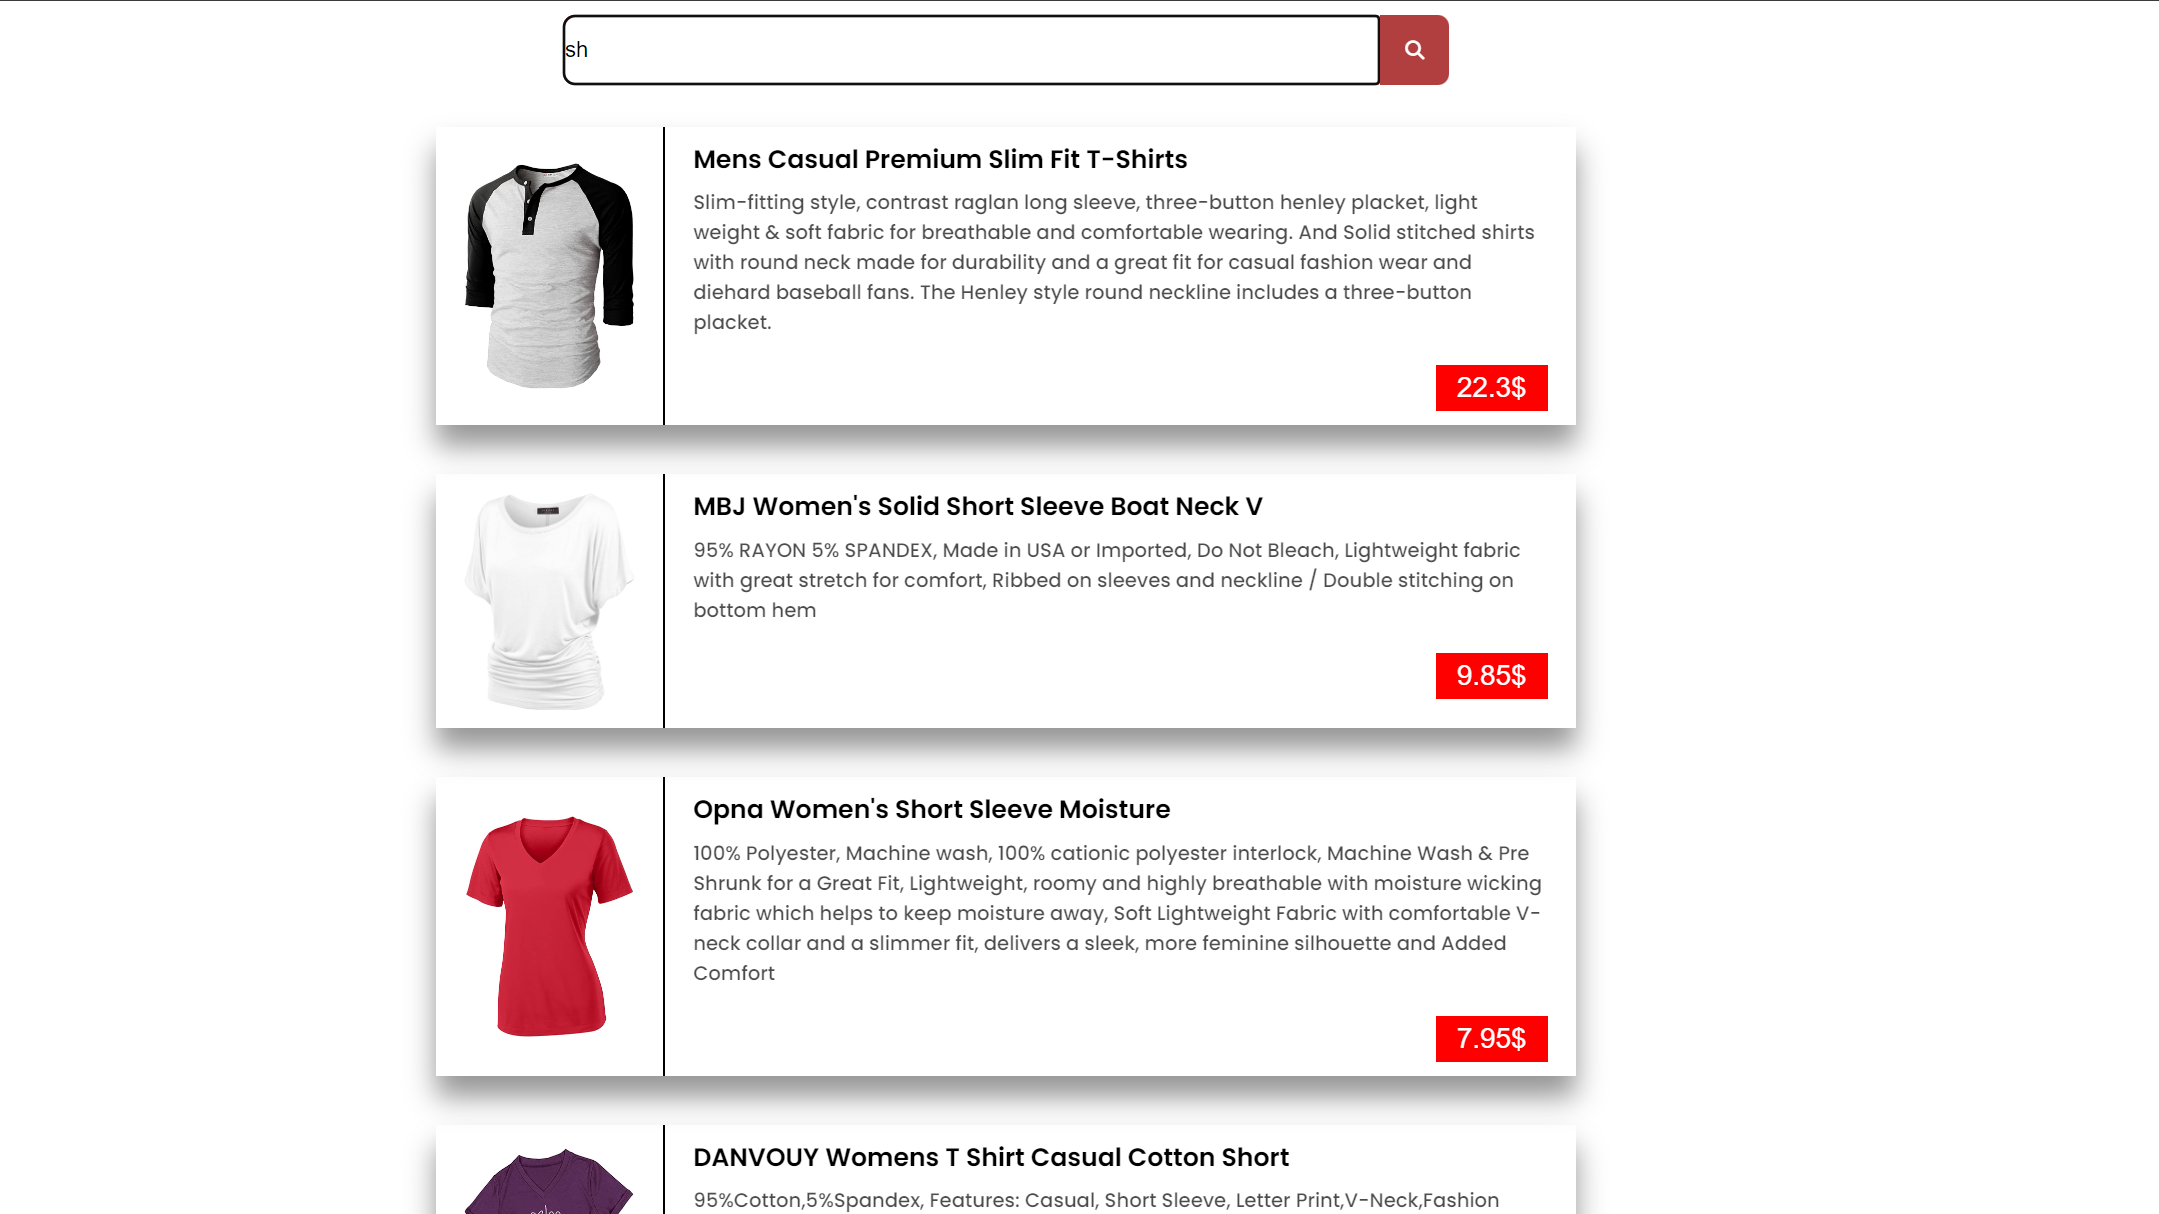 sh
Mens Casual Premium Slim Fit T-Shirts
Slim-fitting style, contrast raglan long sleeve, three-button henley placket, light
weight & soft fabric for breathable and comfortable wearing. And Solid stitched shirts
with round neck made for durability and a great fit for casual fashion wear and
diehard baseball fans. The Henley style round neckline includes a three-button
placket.
22.3$
MBJ Women's Solid Short Sleeve Boat Neck V
95% RAYON 5% SPANDEX, Made in USA or Imported, Do Not Bleach, Lightweight fabric
with great stretch for comfort, Ribbed on sleeves and neckline / Double stitching on
bottom hem
9.85$
Opna Women's Short Sleeve Moisture
100% Polyester, Machine wash, 100% cationic polyester interlock, Machine Wash & Pre
Shrunk for a Great Fit, Lightweight, roomy and highly breathable with moisture wicking
fabric which helps to keep moisture away, Soft Lightweight Fabric with comfortable V-
neck collar and a slimmer fit, delivers a sleek, more feminine silhouette and Added
Comfort
7.95$
DANVOUY Womens T Shirt Casual Cotton Short
95%Cotton,5%Spandex, Features: Casual, Short Sleeve, Letter Print,V-Neck,Fashion